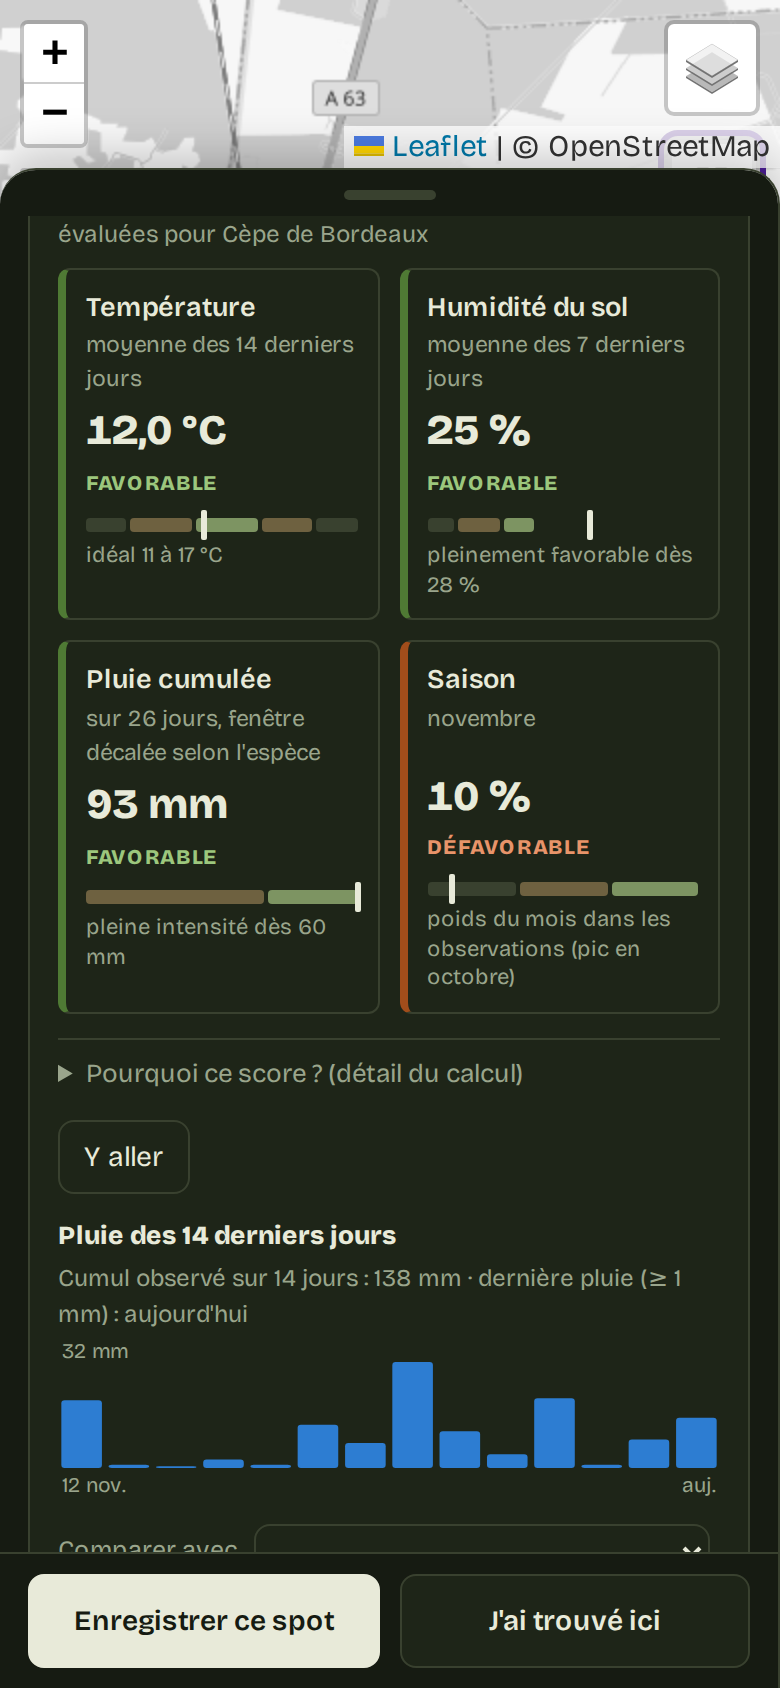 +
−
A 63
Leaflet | © OpenStreetMap
évaluées pour Cèpe de Bordeaux
Température
moyenne des 14 derniers
jours
12,0 °C
FAVORABLE
idéal 11 à 17 °C
Humidité du sol
moyenne des 7 derniers
jours
25 %
FAVORABLE
pleinement favorable dès
28 %
Pluie cumulée
sur 26 jours, fenêtre
décalée selon l'espèce
93 mm
FAVORABLE
pleine intensité dès 60
mm
Saison
novembre
10 %
DÉFAVORABLE
poids du mois dans les
observations (pic en
octobre)
Pourquoi ce score ? (détail du calcul)
Y aller
Pluie des 14 derniers jours
Cumul observé sur 14 jours : 138 mm · dernière pluie (≥ 1
mm) : aujourd'hui
32 mm
12 nov.
auj.
Comparer avec
Enregistrer ce spot
J'ai trouvé ici